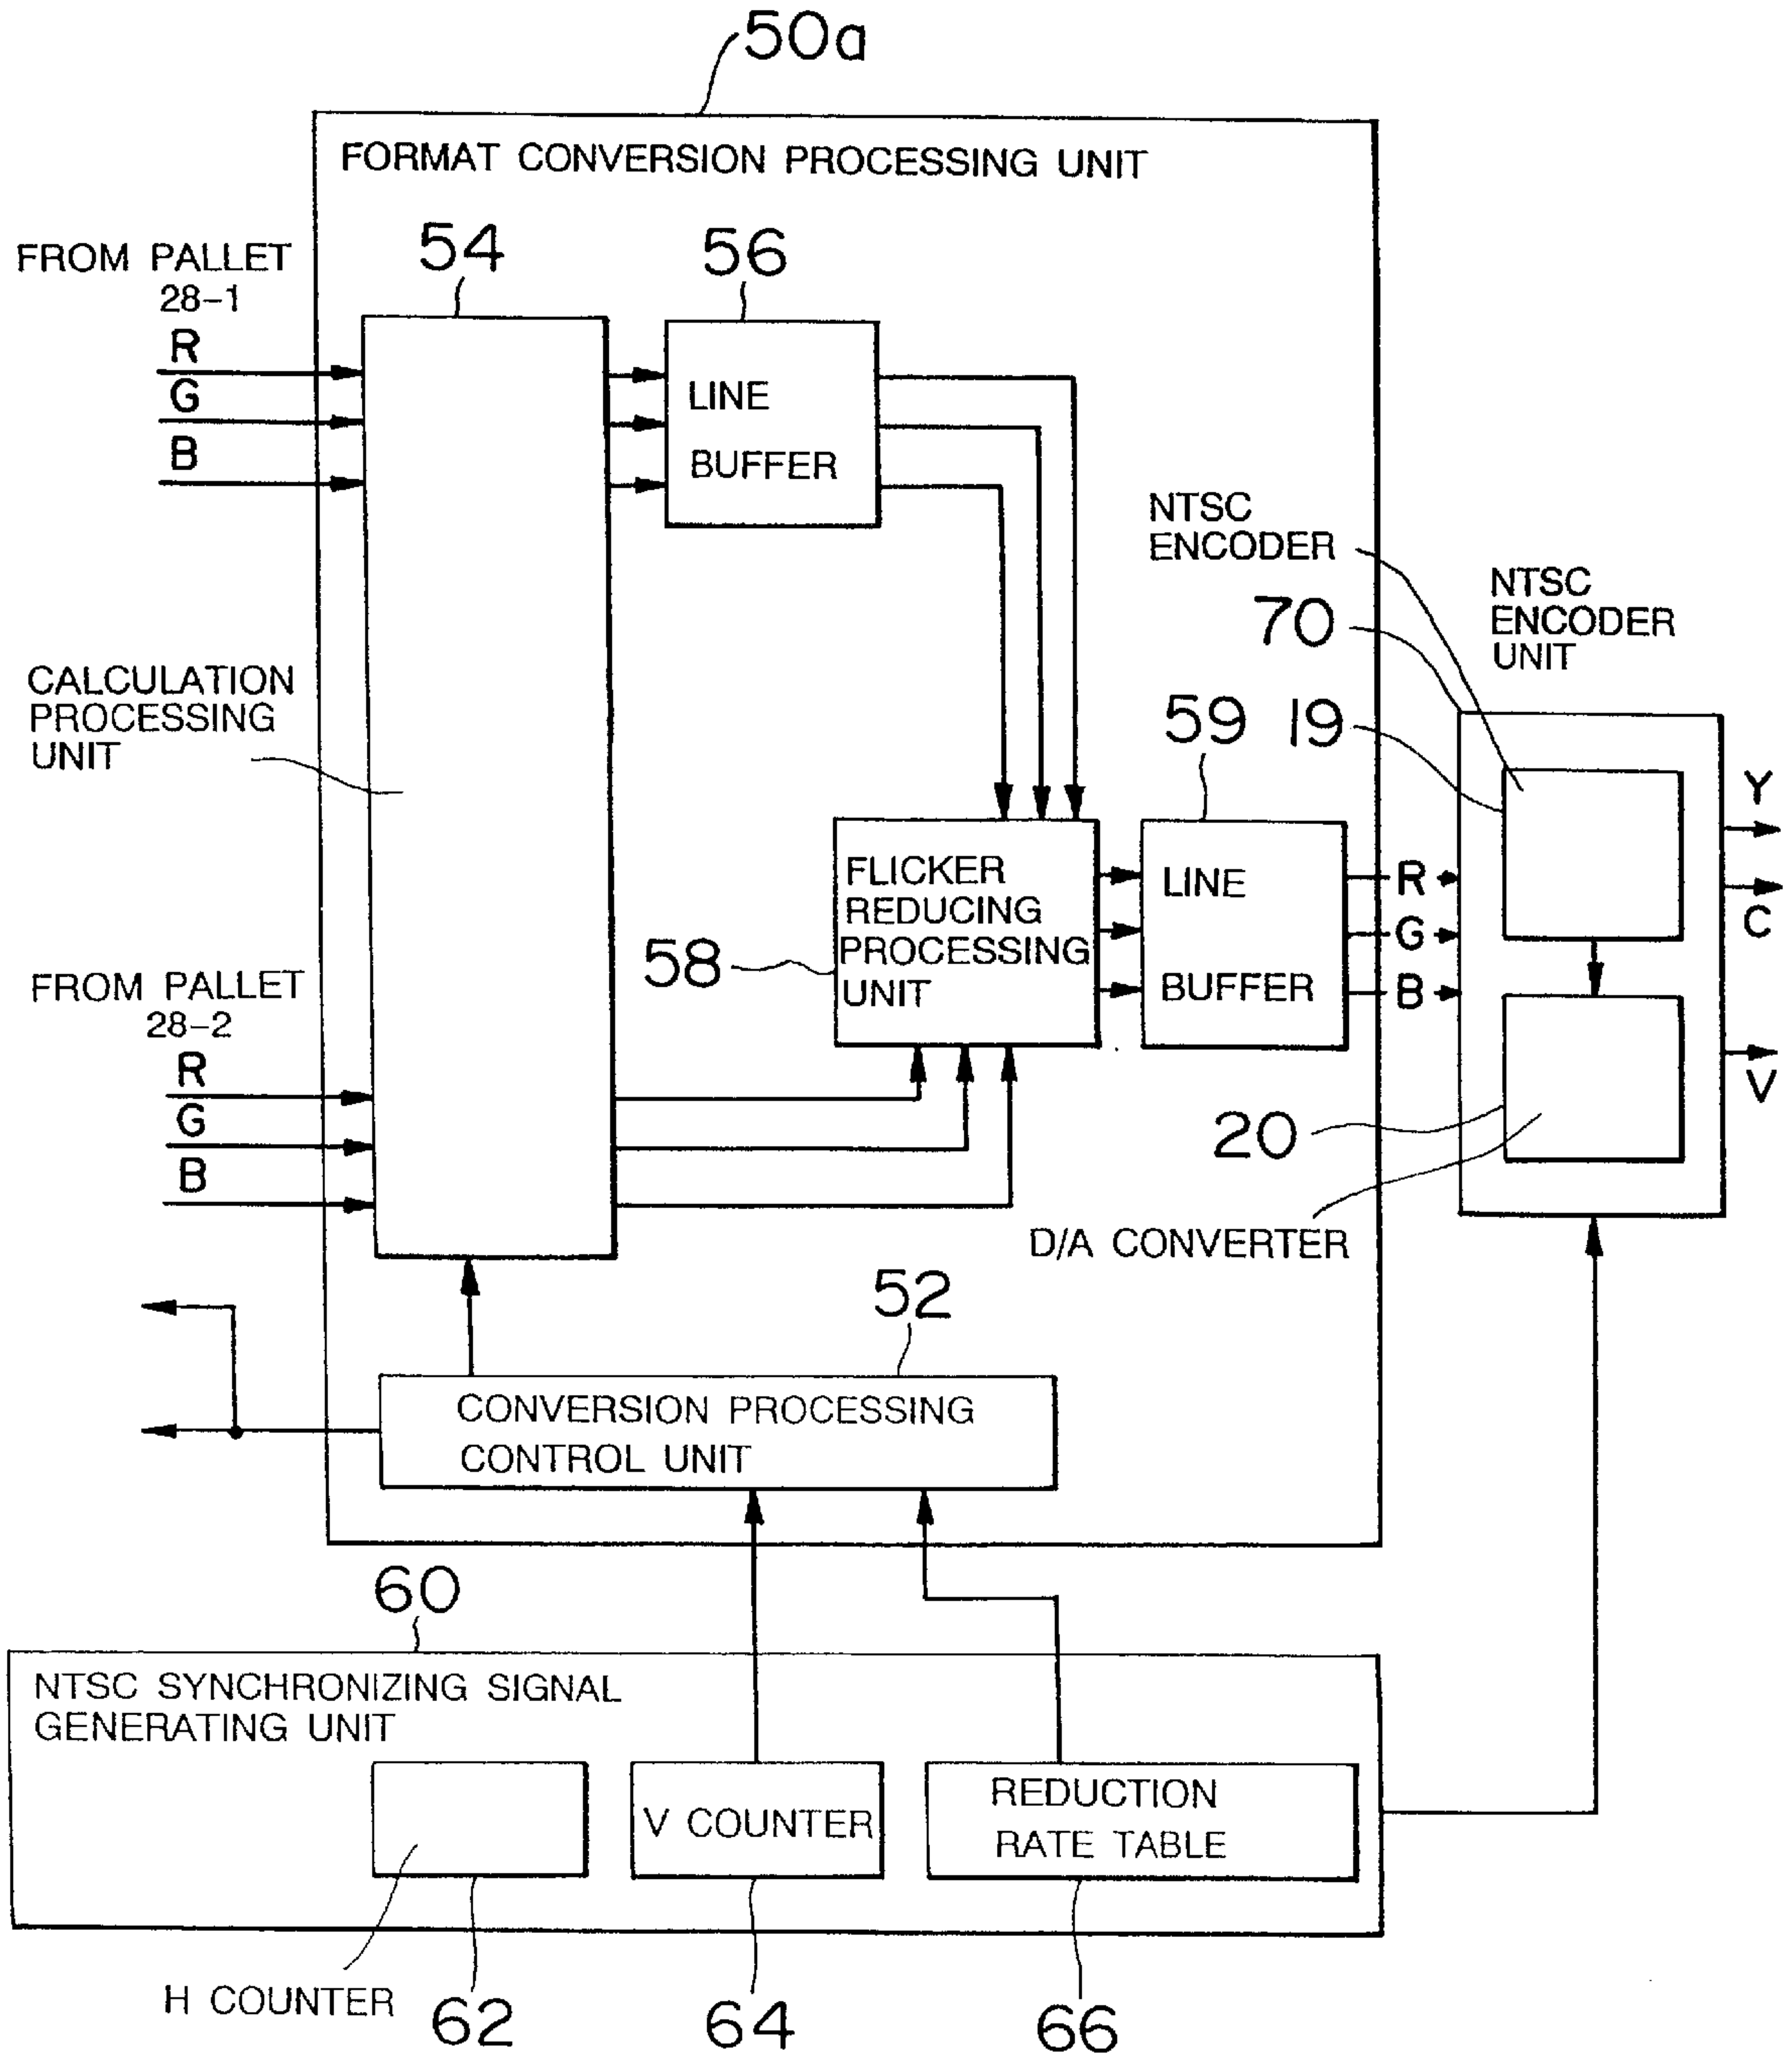 50a
FORMAT CONVERSION PROCESSING UNIT
FROM PALLET
28-1
R
G
B
54
56
LINE
BUFFER
NTSC
ENCODER
70
NTSC
ENCODER
UNIT
CALCULATION
PROCESSING
UNIT
59
19
Y
C
V
FLICKER
REDUCING
PROCESSING
UNIT
58
LINE
BUFFER
R
G
B
FROM PALLET
28-2
R
G
B
20
D/A CONVERTER
52
CONVERSION PROCESSING
CONTROL UNIT
60
NTSC SYNCHRONIZING SIGNAL
GENERATING UNIT
V COUNTER
REDUCTION
RATE TABLE
H COUNTER
62
64
66